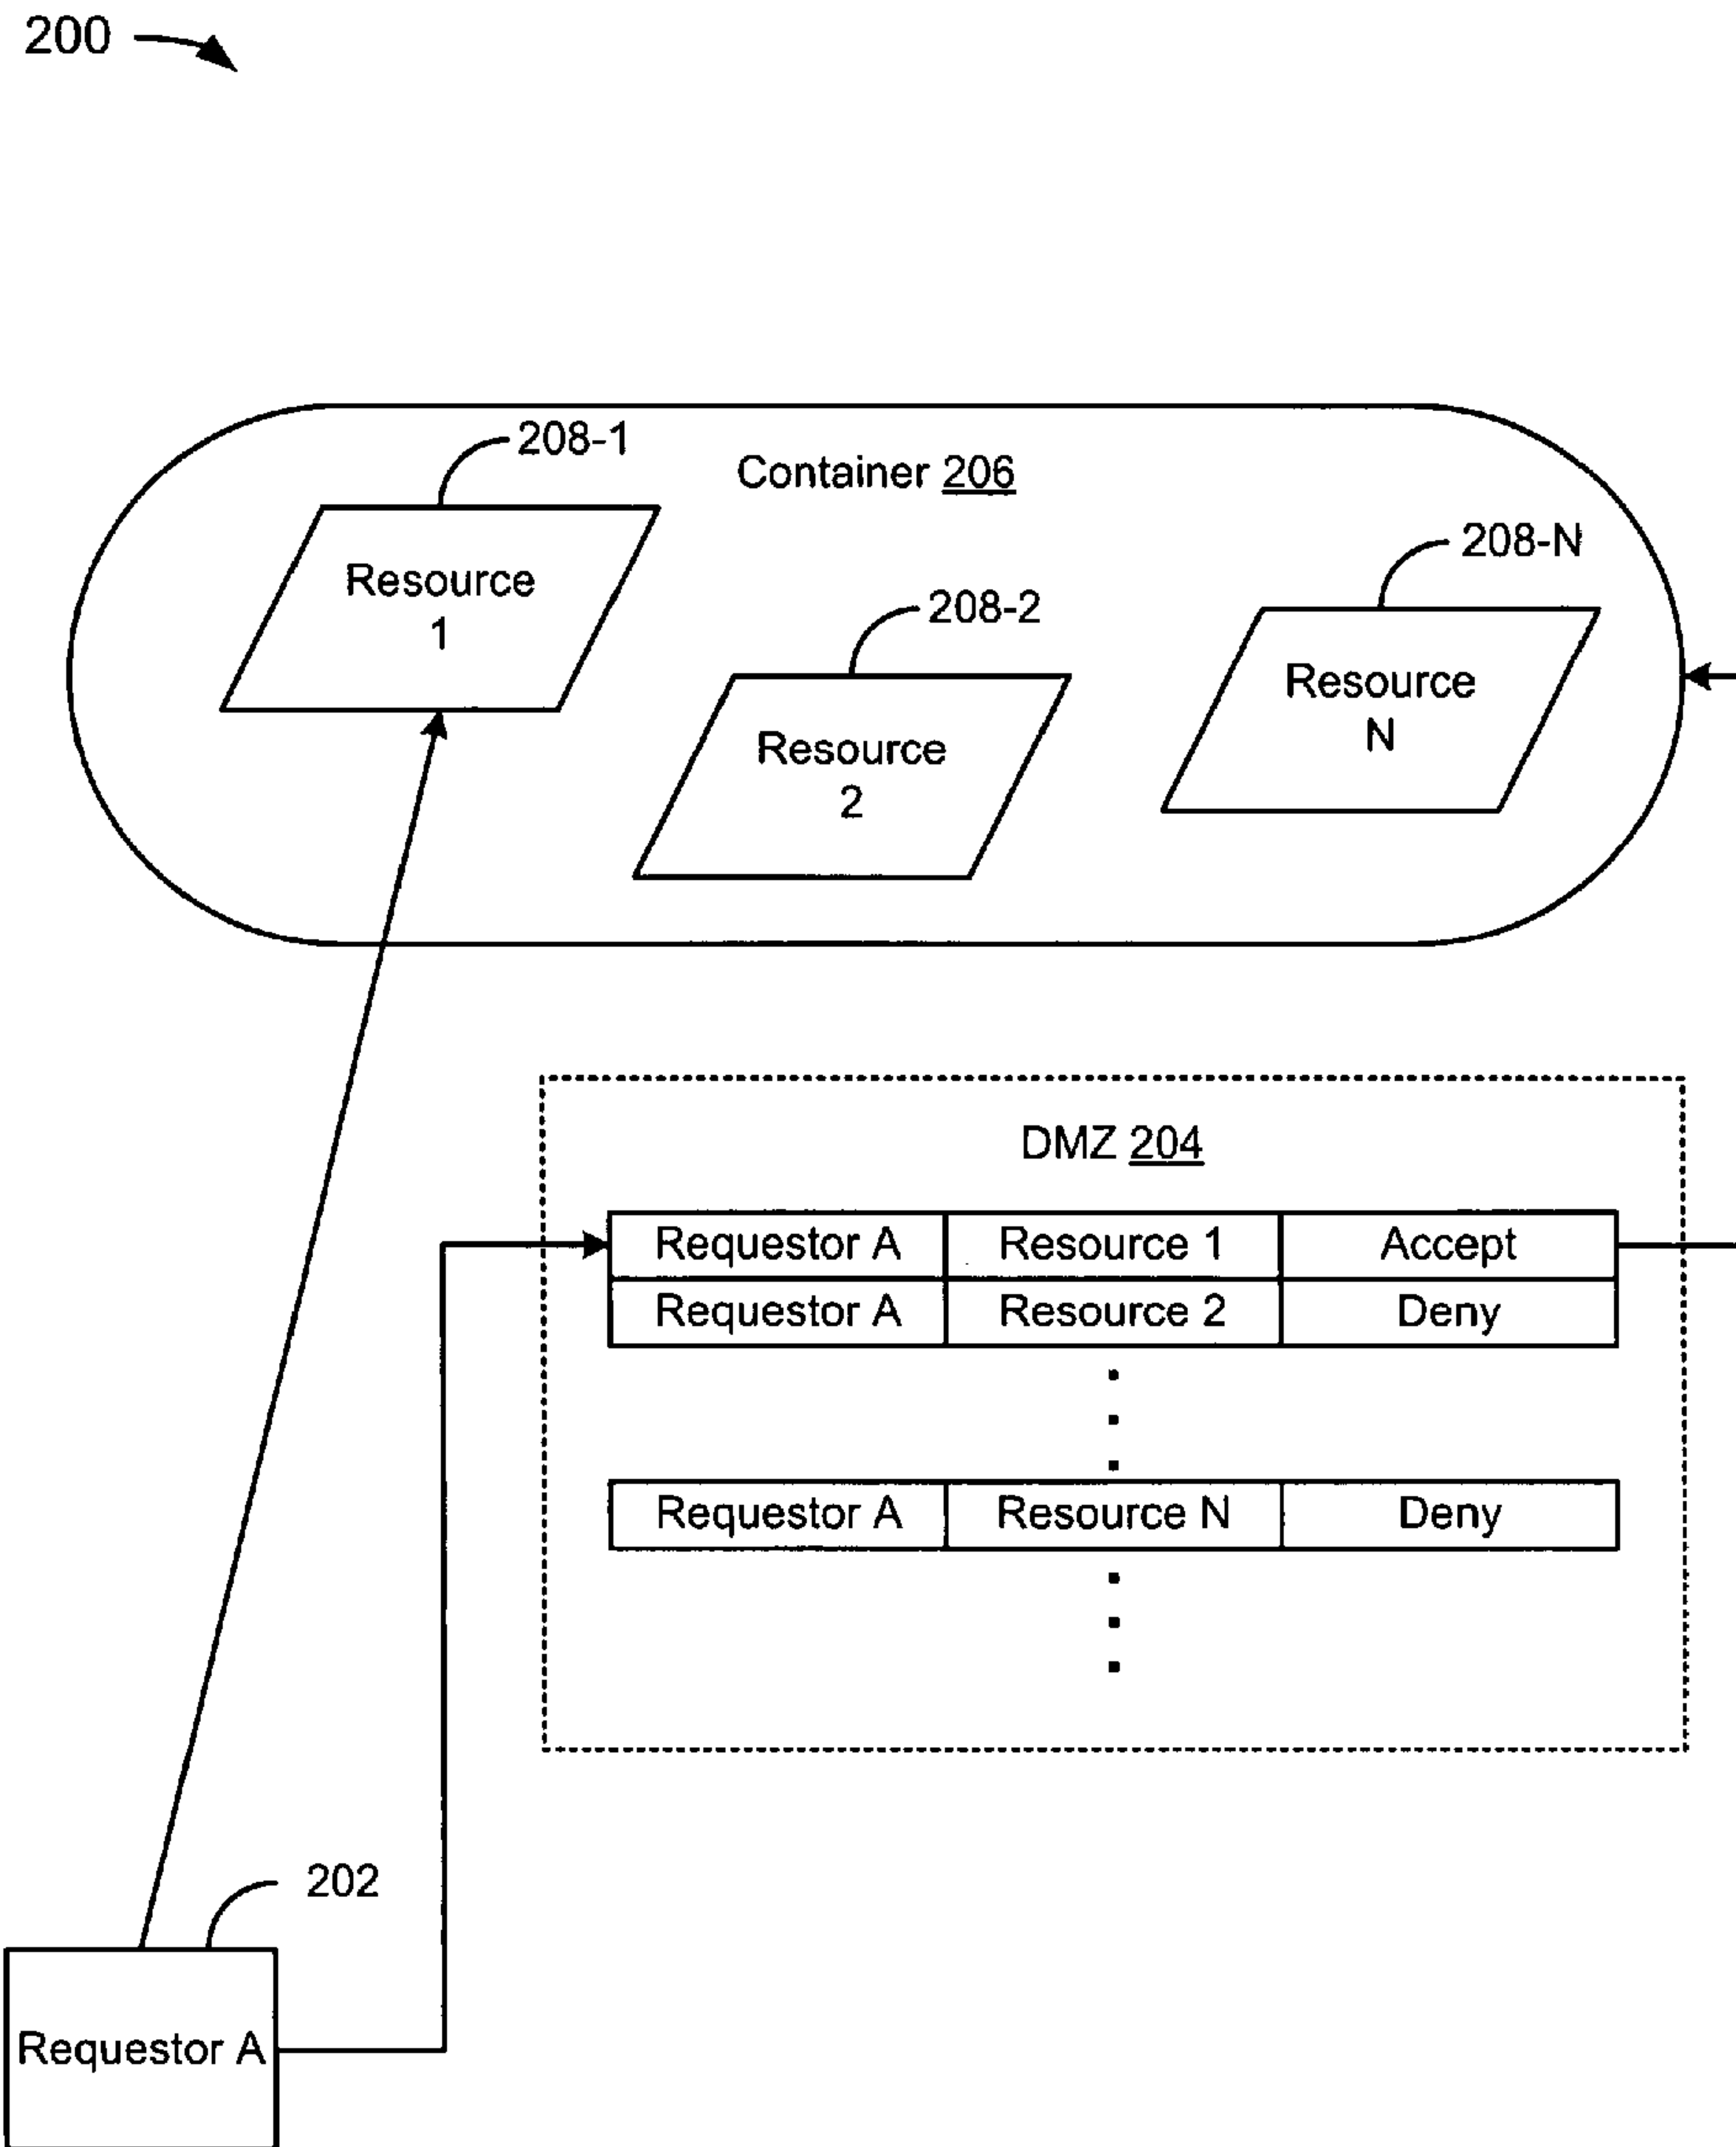 200
208-1
Container 206
208-N
Resource
1
208-2
Resource
N
Resource
2
DMZ 204
Requestor A Resource 1 Accept
Requestor A Resource 2 Deny
Requestor A Resource N Deny
202
Requestor A